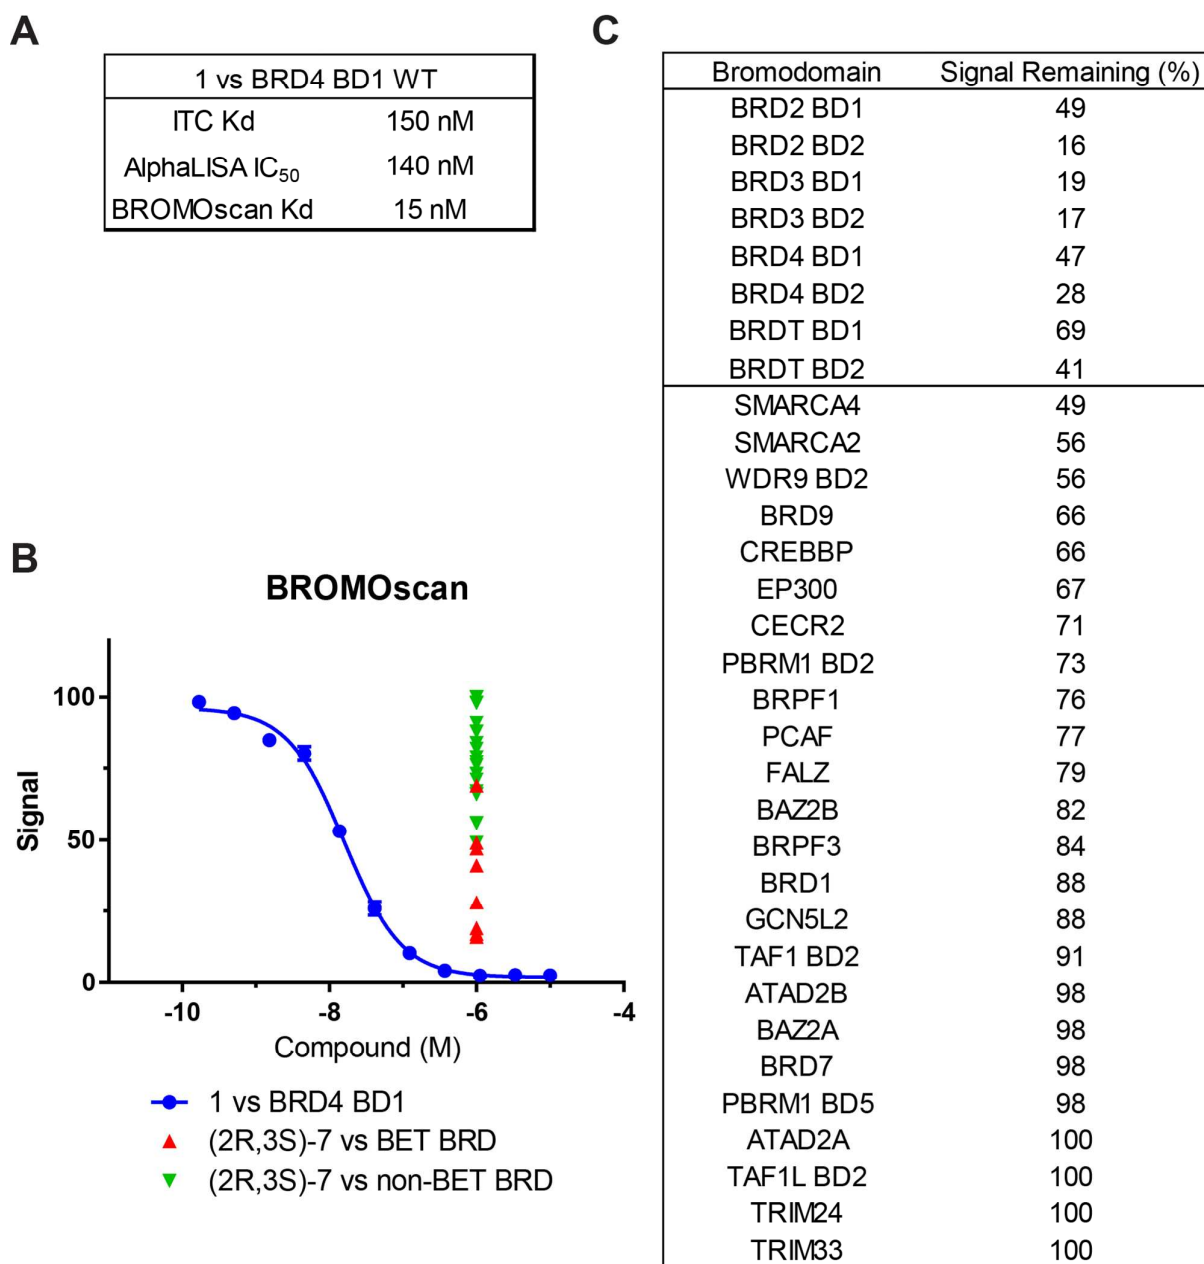 A
1 vs BRD4 BD1 WT
ITC Kd 150 nM
AlphaLISA IC50 140 nM
BROMOscan Kd 15 nM
B
BROMOscan
100
50
0
Signal
-10 -8 -6 -4
Compound (M)
1 vs BRD4 BD1
(2R,3S)-7 vs BET BRD
(2R,3S)-7 vs non-BET BRD
C
Bromodomain Signal Remaining (%)
BRD2 BD1 49
BRD2 BD2 16
BRD3 BD1 19
BRD3 BD2 17
BRD4 BD1 47
BRD4 BD2 28
BRDT BD1 69
BRDT BD2 41
SMARCA4 49
SMARCA2 56
WDR9 BD2 56
BRD9 66
CREBBP 66
EP300 67
CECR2 71
PBRM1 BD2 73
BRPF1 76
PCAF 77
FALZ 79
BAZ2B 82
BRPF3 84
BRD1 88
GCN5L2 88
TAF1 BD2 91
ATAD2B 98
BAZ2A 98
BRD7 98
PBRM1 BD5 98
ATAD2A 100
TAF1L BD2 100
TRIM24 100
TRIM33 100